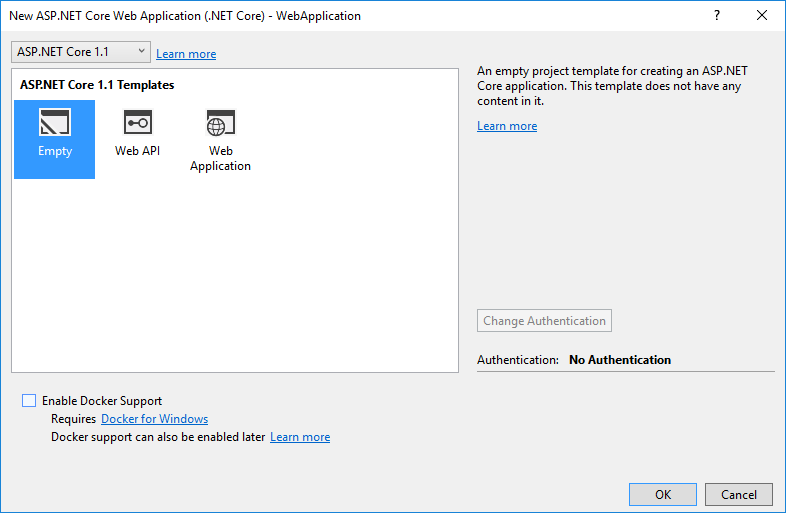 New ASP.NET Core Web Application (.NET Core) - WebApplication
?
ASP.NET Core 1.1
Learn more
ASP.NET Core 1.1 Templates
Empty
Web API
Web
Application
An empty project template for creating an ASP.NET
Core application. This template does not have any
content in it.
Learn more
Change Authentication
Authentication: No Authentication
Enable Docker Support
Requires Docker for Windows
Docker support can also be enabled later Learn more
OK
Cancel